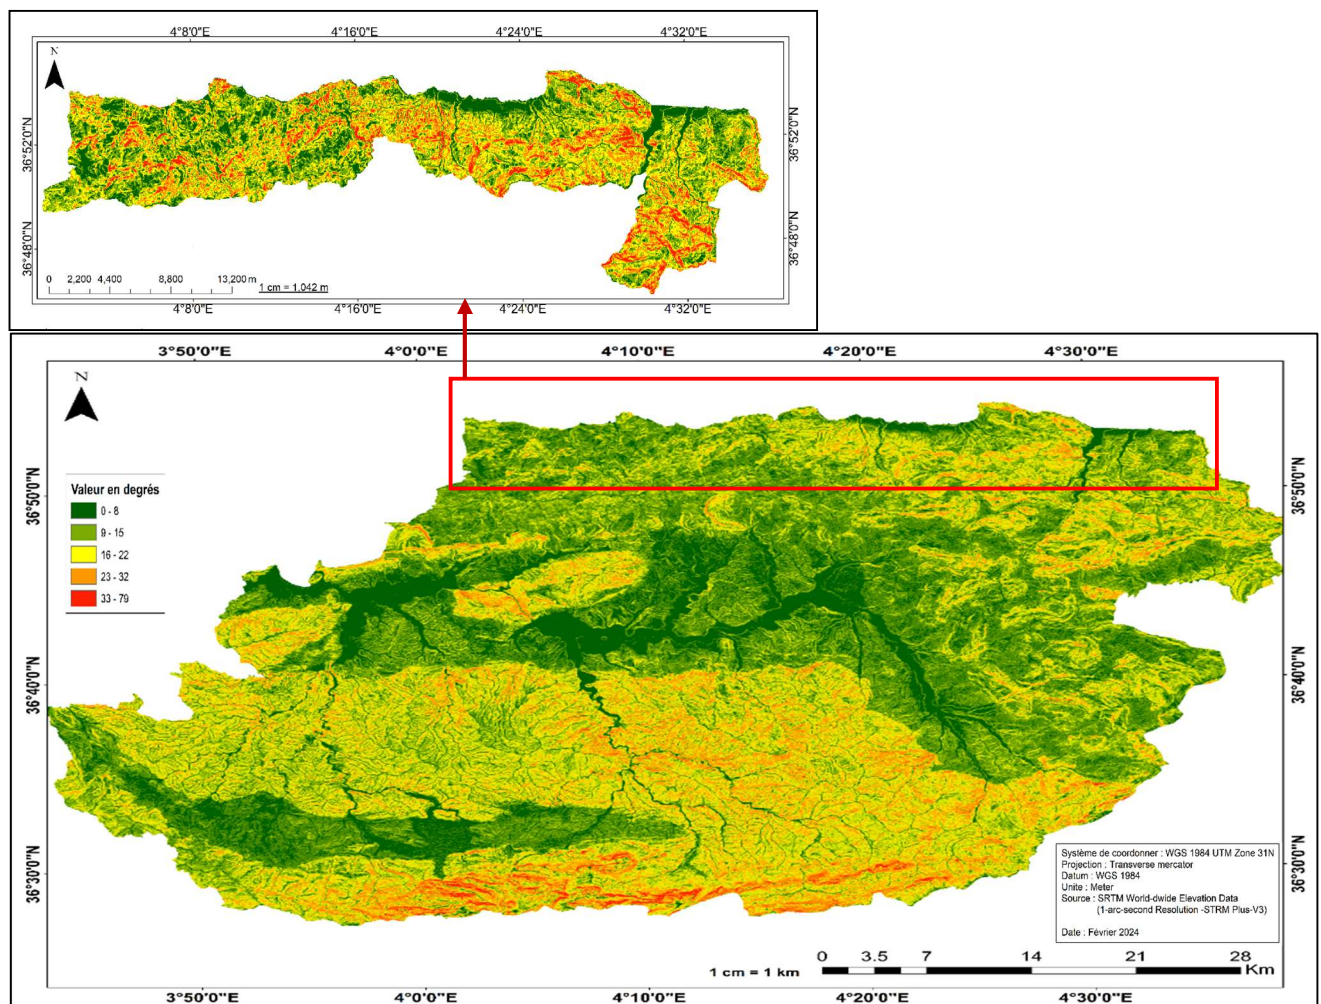 4°8'0"E 4°16'0"E 4°24'0"E 4°32'0"E
N
36°52'0"N
36°52'0"N
36°48'0"N
36°48'0"N
0 2,200 4,400 8,800 13,200 m
1 cm = 1.042 m
4°8'0"E 4°16'0"E 4°24'0"E 4°32'0"E
3°50'0"E 4°0'0"E 4°10'0"E 4°20'0"E 4°30'0"E
N
Valeur en degrés
0 - 8
9 - 15
16 - 22
23 - 32
33 - 79
36°50'0"N
36°50'0"N
36°40'0"N
36°40'0"N
36°30'0"N
36°30'0"N
Système de coordonner : WGS 1984 UTM Zone 31N
Projection : Transverse mercator
Datum : WGS 1984
Unite : Meter
Source : SRTM World-dwide Elevation Data
(1-arc-second Resolution -STRM Plus-V3)
Date : Février 2024
0 3.5 7 14 21 28
1 cm = 1 km Km
3°50'0"E 4°0'0"E 4°10'0"E 4°20'0"E 4°30'0"E